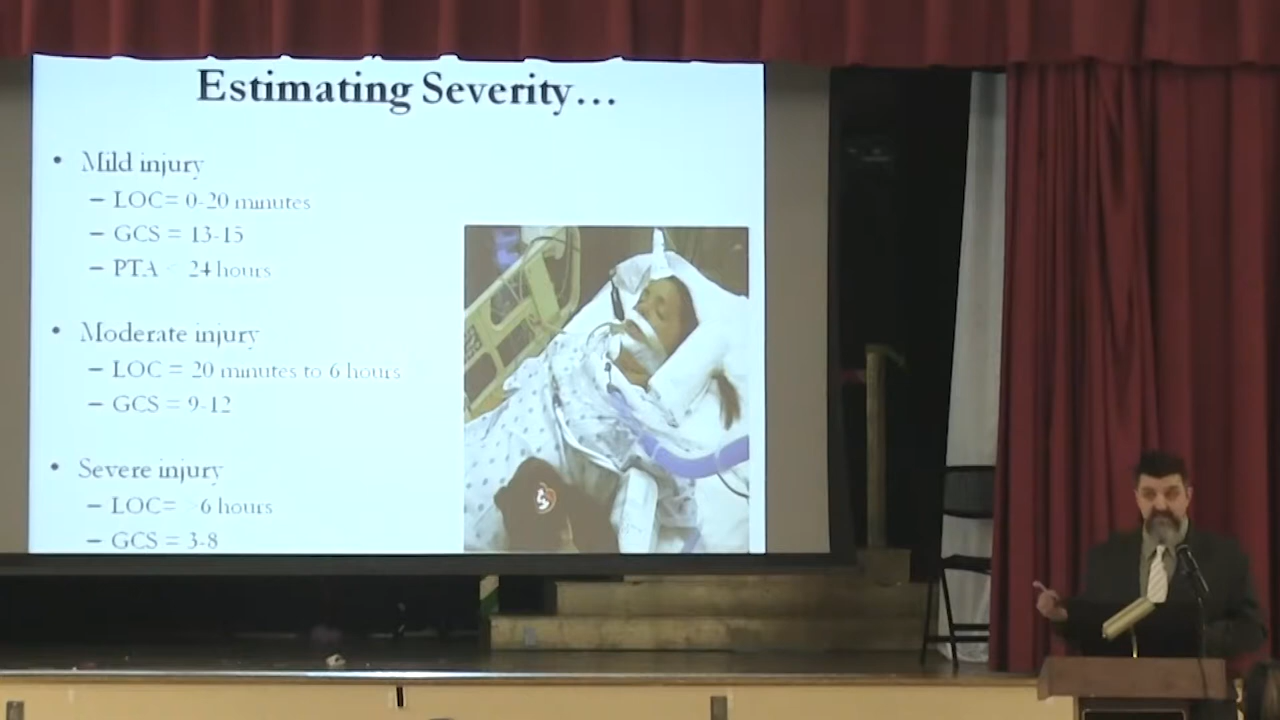 Estimating Severity...
• Mild injury
– LOC= 0-20 minutes
– GCS = 13-15
– PTA < 24 hours
• Moderate injury
– LOC = 20 minutes to 6 hours
– GCS = 9-12
• Severe injury
– LOC= >6 hours
– GCS = 3-8